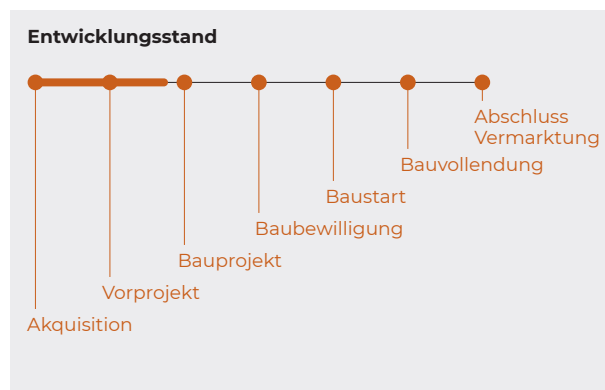 Entwicklungsstand
Abschluss
Vermarktung
Bauvollendung
Baustart
Baubewilligung
Bauprojekt
Vorprojekt
Akquisition